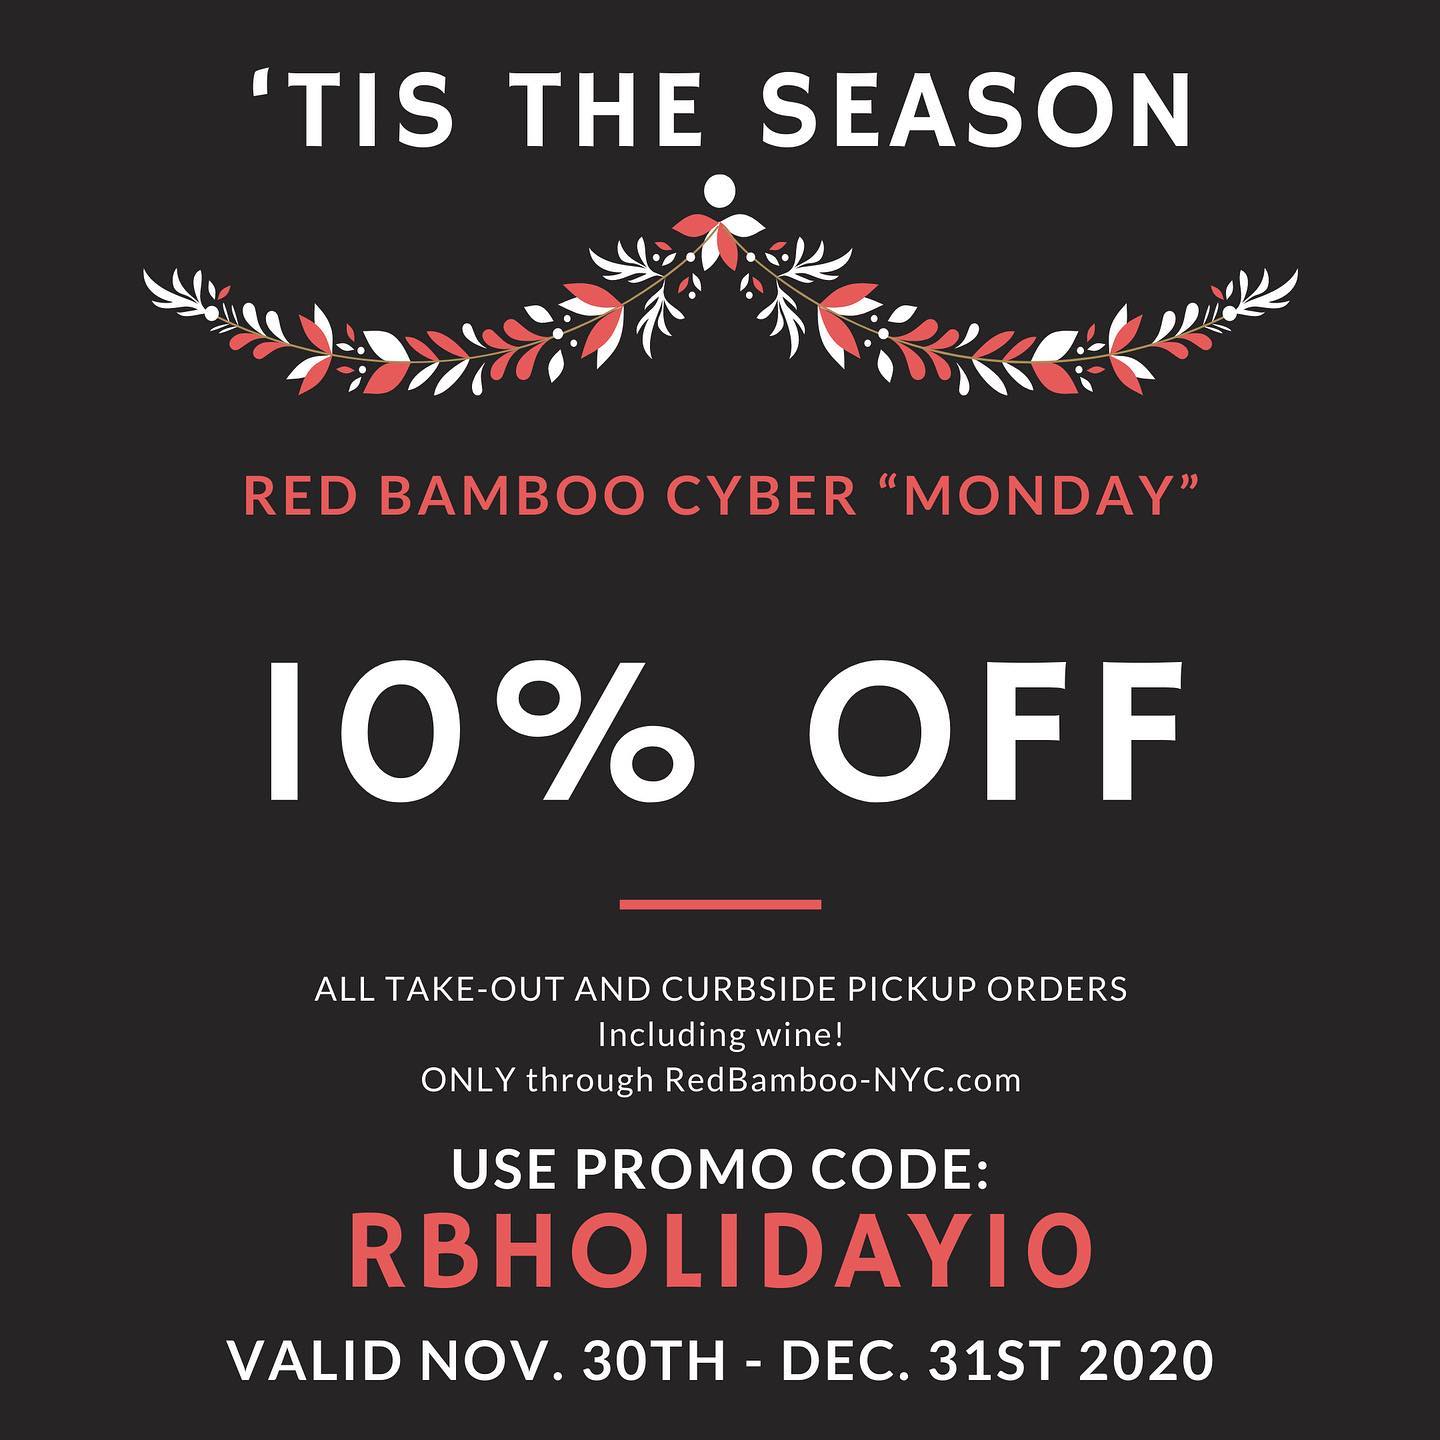 ‘TIS THE SEASON
RED BAMBOO CYBER “MONDAY”
10% OFF
ALL TAKE-OUT AND CURBSIDE PICKUP ORDERS
Including wine!
ONLY through RedBamboo-NYC.com
USE PROMO CODE:
RBHOLIDAY10
VALID NOV. 30TH - DEC. 31ST 2020